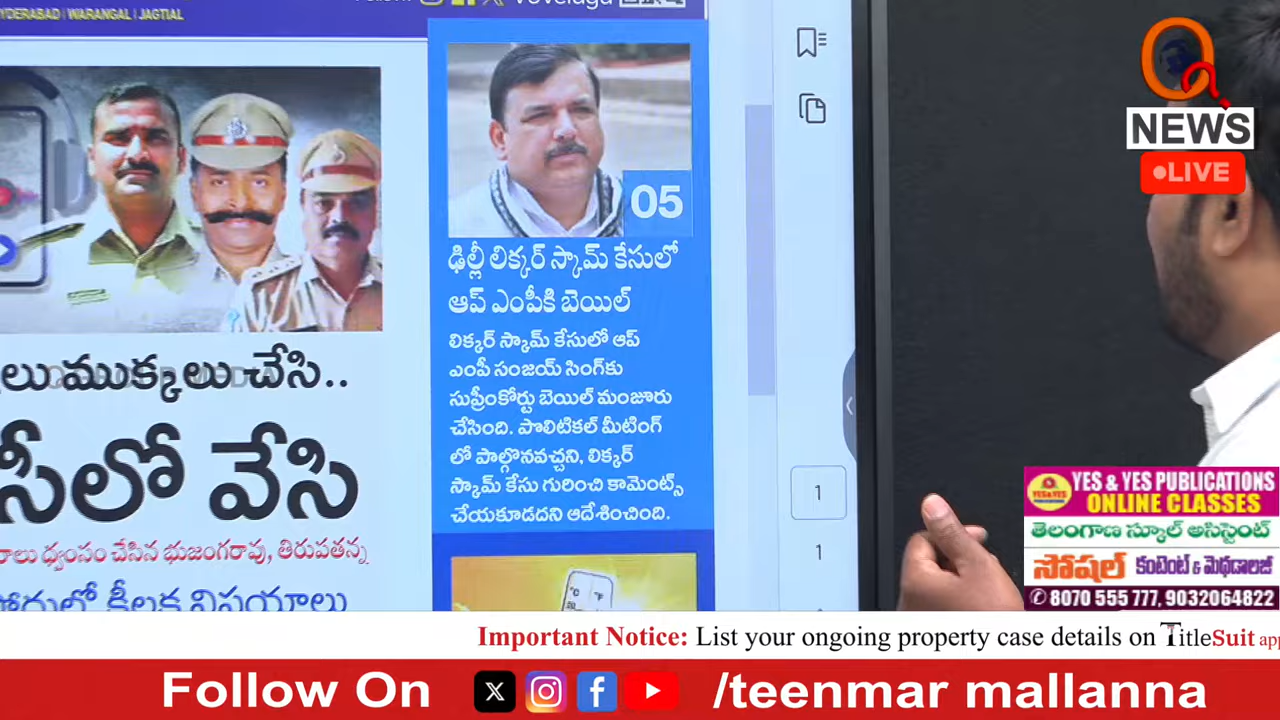 HYDERABAD | WARANGAL | JAGTIAL
05
ఢిల్లీ లిక్కర్ స్కామ్ కేసులో
ఆప్ ఎంపీకి బెయిల్
లిక్కర్ స్కామ్ కేసులో ఆప్
ఎంపీ సంజయ్ సింగ్‌కు
సుప్రీంకోర్టు బెయిల్ మంజూరు
చేసింది. పొలిటికల్ మీటింగ్
లో పాల్గొనవచ్చని, లిక్కర్
స్కామ్ కేసు గురించి కామెంట్స్
చేయకూడదని ఆదేశించింది.
ముక్కలు చేసి..
వేసి
ధ్వంసం చేసిన భుజంగరావు, తిరుపతన్న
కీలక విషయాలు
°C °F
1
1
Q NEWS
LIVE
YES & YES PUBLICATIONS
ONLINE CLASSES
తెలంగాణ స్కూల్ అసిస్టెంట్
సోషల్ కంటెంట్ & మెథడాలజీ
8070 555 777, 9032064822
Important Notice: List your ongoing property case details on TitleSuit app
Follow On /teenmar mallanna